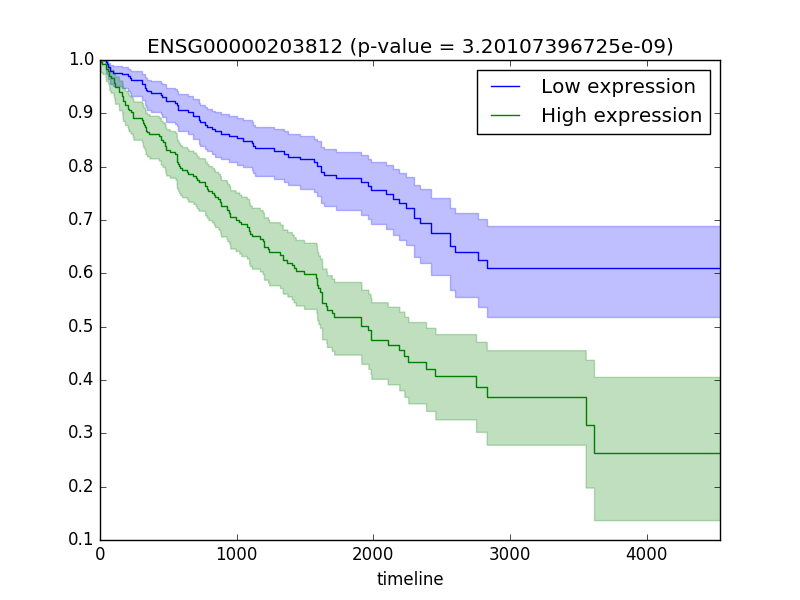 ENSG00000203812 (p-value = 3.20107396725e-09)
1.0
0.9
0.8
0.7
0.6
0.5
0.4
0.3
0.2
0.1
Low expression
High expression
0 1000 2000 3000 4000
timeline